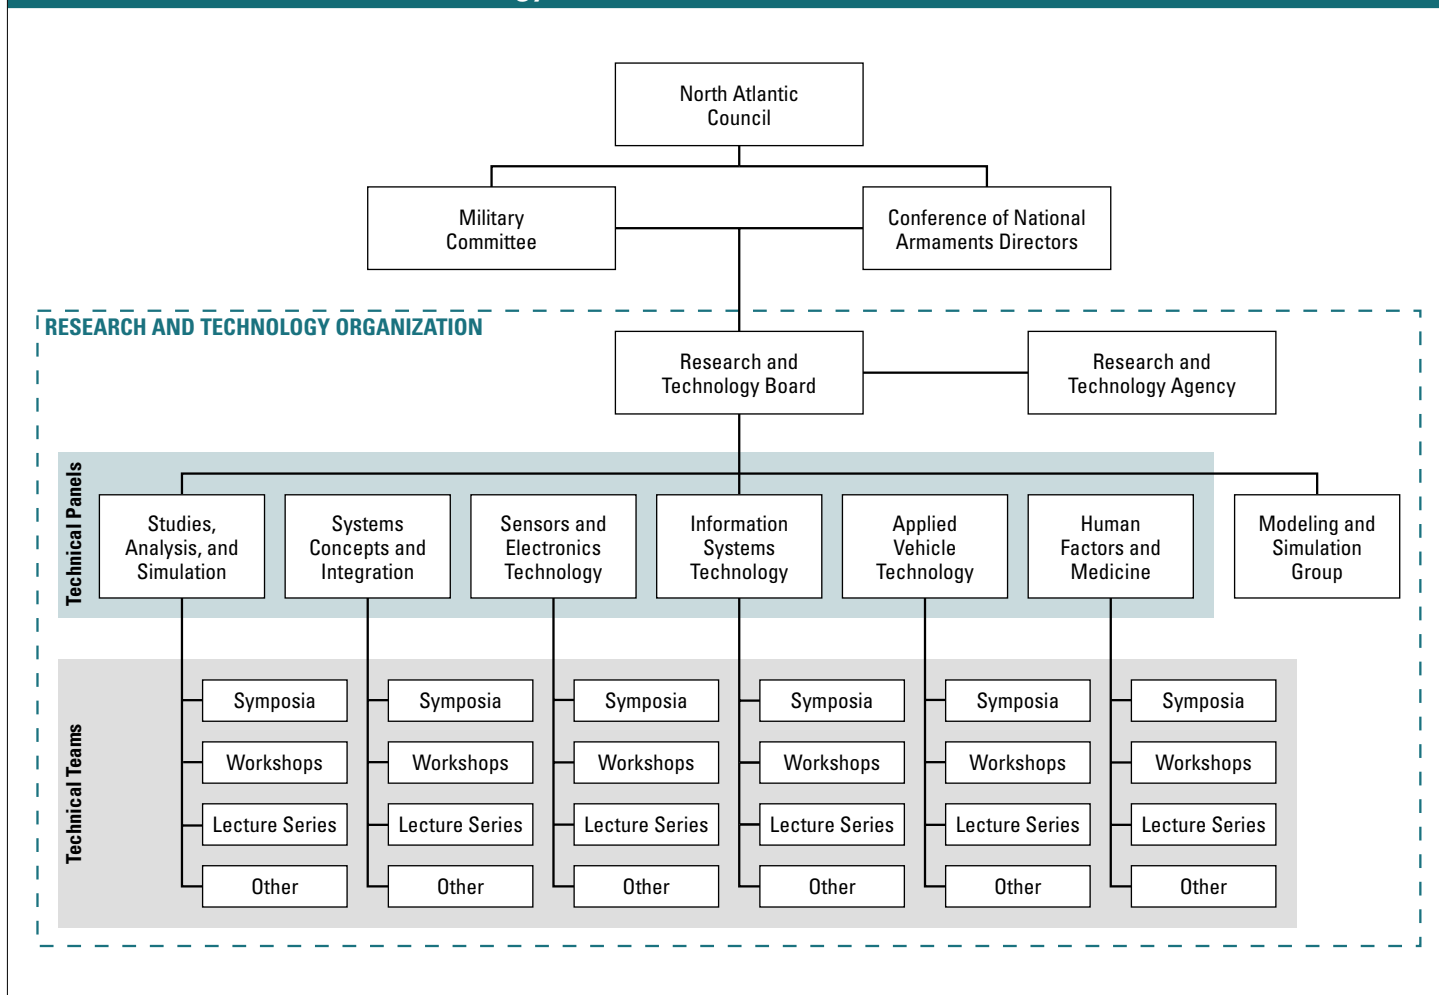 North Atlantic
Council
Military
Committee
Conference of National
Armaments Directors
RESEARCH AND TECHNOLOGY ORGANIZATION
Research and
Technology Board
Research and
Technology Agency
Technical Panels
Studies,
Analysis, and
Simulation
Systems
Concepts and
Integration
Sensors and
Electronics
Technology
Information
Systems
Technology
Applied
Vehicle
Technology
Human
Factors and
Medicine
Modeling and
Simulation
Group
Technical Teams
Symposia
Symposia
Symposia
Symposia
Symposia
Symposia
Workshops
Workshops
Workshops
Workshops
Workshops
Workshops
Lecture Series
Lecture Series
Lecture Series
Lecture Series
Lecture Series
Lecture Series
Other
Other
Other
Other
Other
Other